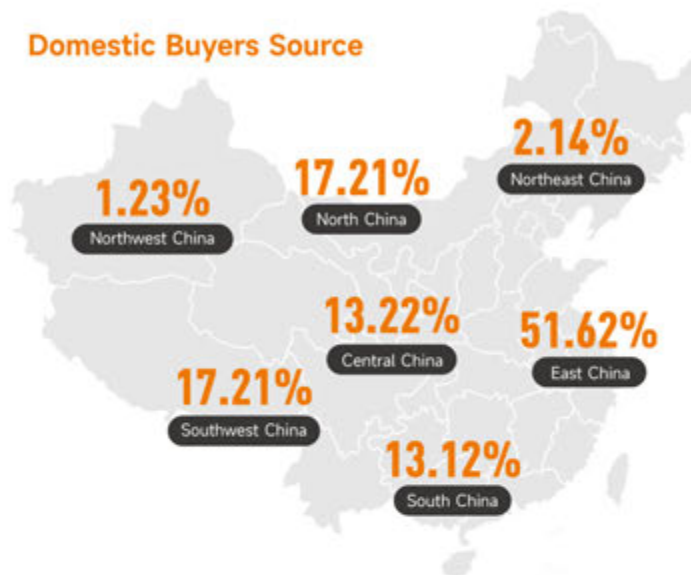 Domestic Buyers Source
2.14%
Northeast China
17.21%
North China
1.23%
Northwest China
13.22%
Central China
51.62%
East China
17.21%
Southwest China
13.12%
South China